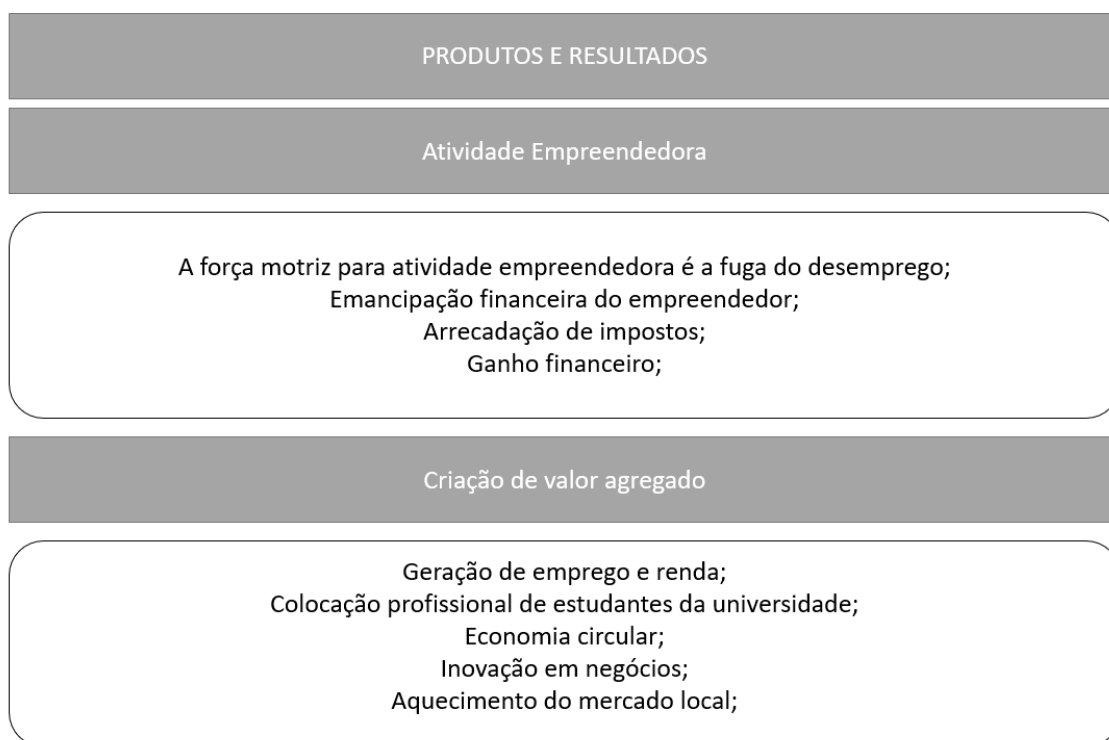 PRODUTOS E RESULTADOS
Atividade Empreendedora
A força motriz para atividade empreendedora é a fuga do desemprego;
Emancipação financeira do empreendedor;
Arrecadação de impostos;
Ganho financeiro;
Criação de valor agregado
Geração de emprego e renda;
Colocação profissional de estudantes da universidade;
Economia circular;
Inovação em negócios;
Aquecimento do mercado local;